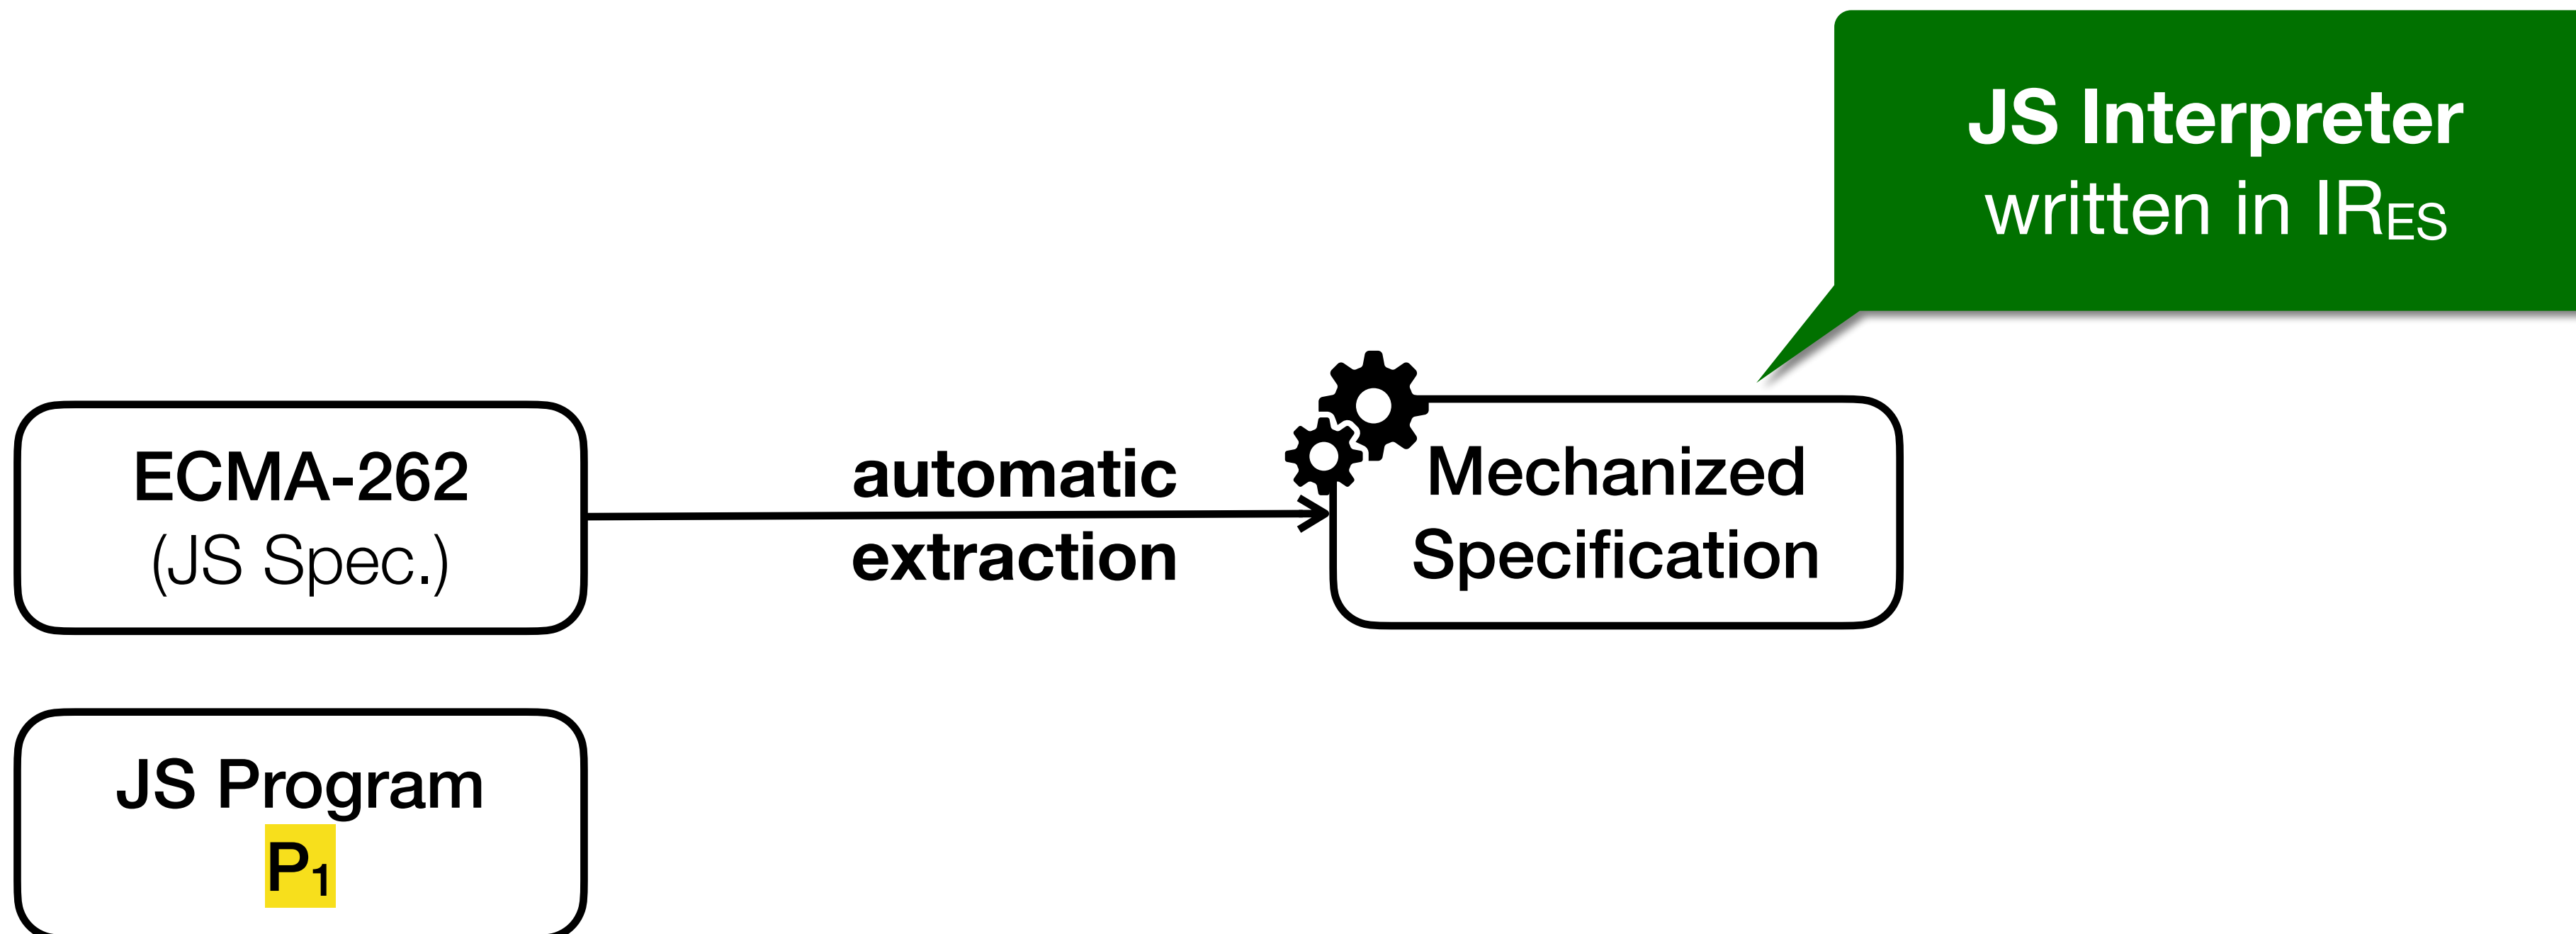 JS Interpreter
written in IRES
ECMA-262
(JS Spec.)
automatic
extraction
Mechanized
Specification
JS Program
P1